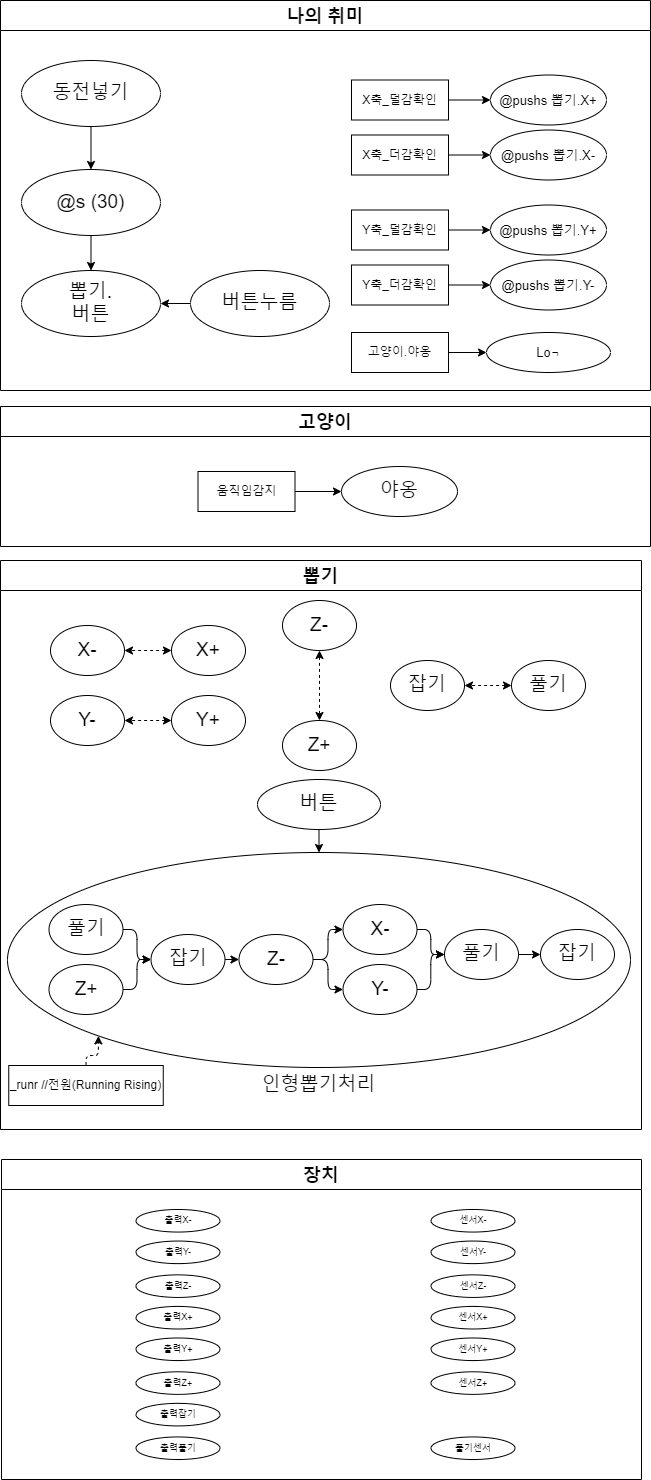 나의 취미
동전넣기
@s (30)
뽑기.
버튼
버튼누름
X축_덜감확인
@pushs 뽑기.X+
X축_더감확인
@pushs 뽑기.X-
Y축_덜감확인
@pushs 뽑기.Y+
Y축_더감확인
@pushs 뽑기.Y-
고양이.야옹
Lo¬
고양이
움직임감지
야옹
뽑기
X-
X+
Y-
Y+
Z-
Z+
잡기
풀기
버튼
풀기
Z+
잡기
Z-
X-
Y-
풀기
잡기
_runr //전원(Running Rising)
인형뽑기처리
장치
출력X-
센서X-
출력Y-
센서Y-
출력Z-
센서Z-
출력X+
센서X+
출력Y+
센서Y+
출력Z+
센서Z+
출력잡기
출력풀기
풀기센서